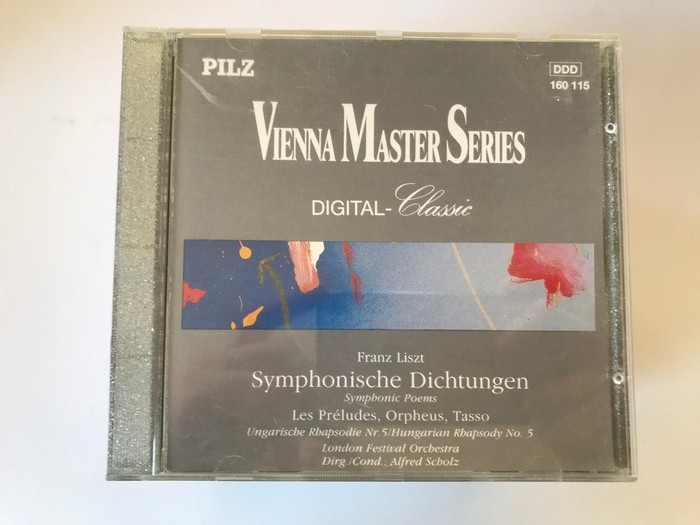 PILZ
DDD
160 115
VIENNA MASTER SERIES
DIGITAL-Classic
Franz Liszt
Symphonische Dichtungen
Symphonic Poems
Les Préludes, Orpheus, Tasso
Ungarische Rhapsodie Nr 5/Hungarian Rhapsody No. 5
London Festival Orchestra
Dirg./Cond. Alfred Scholz